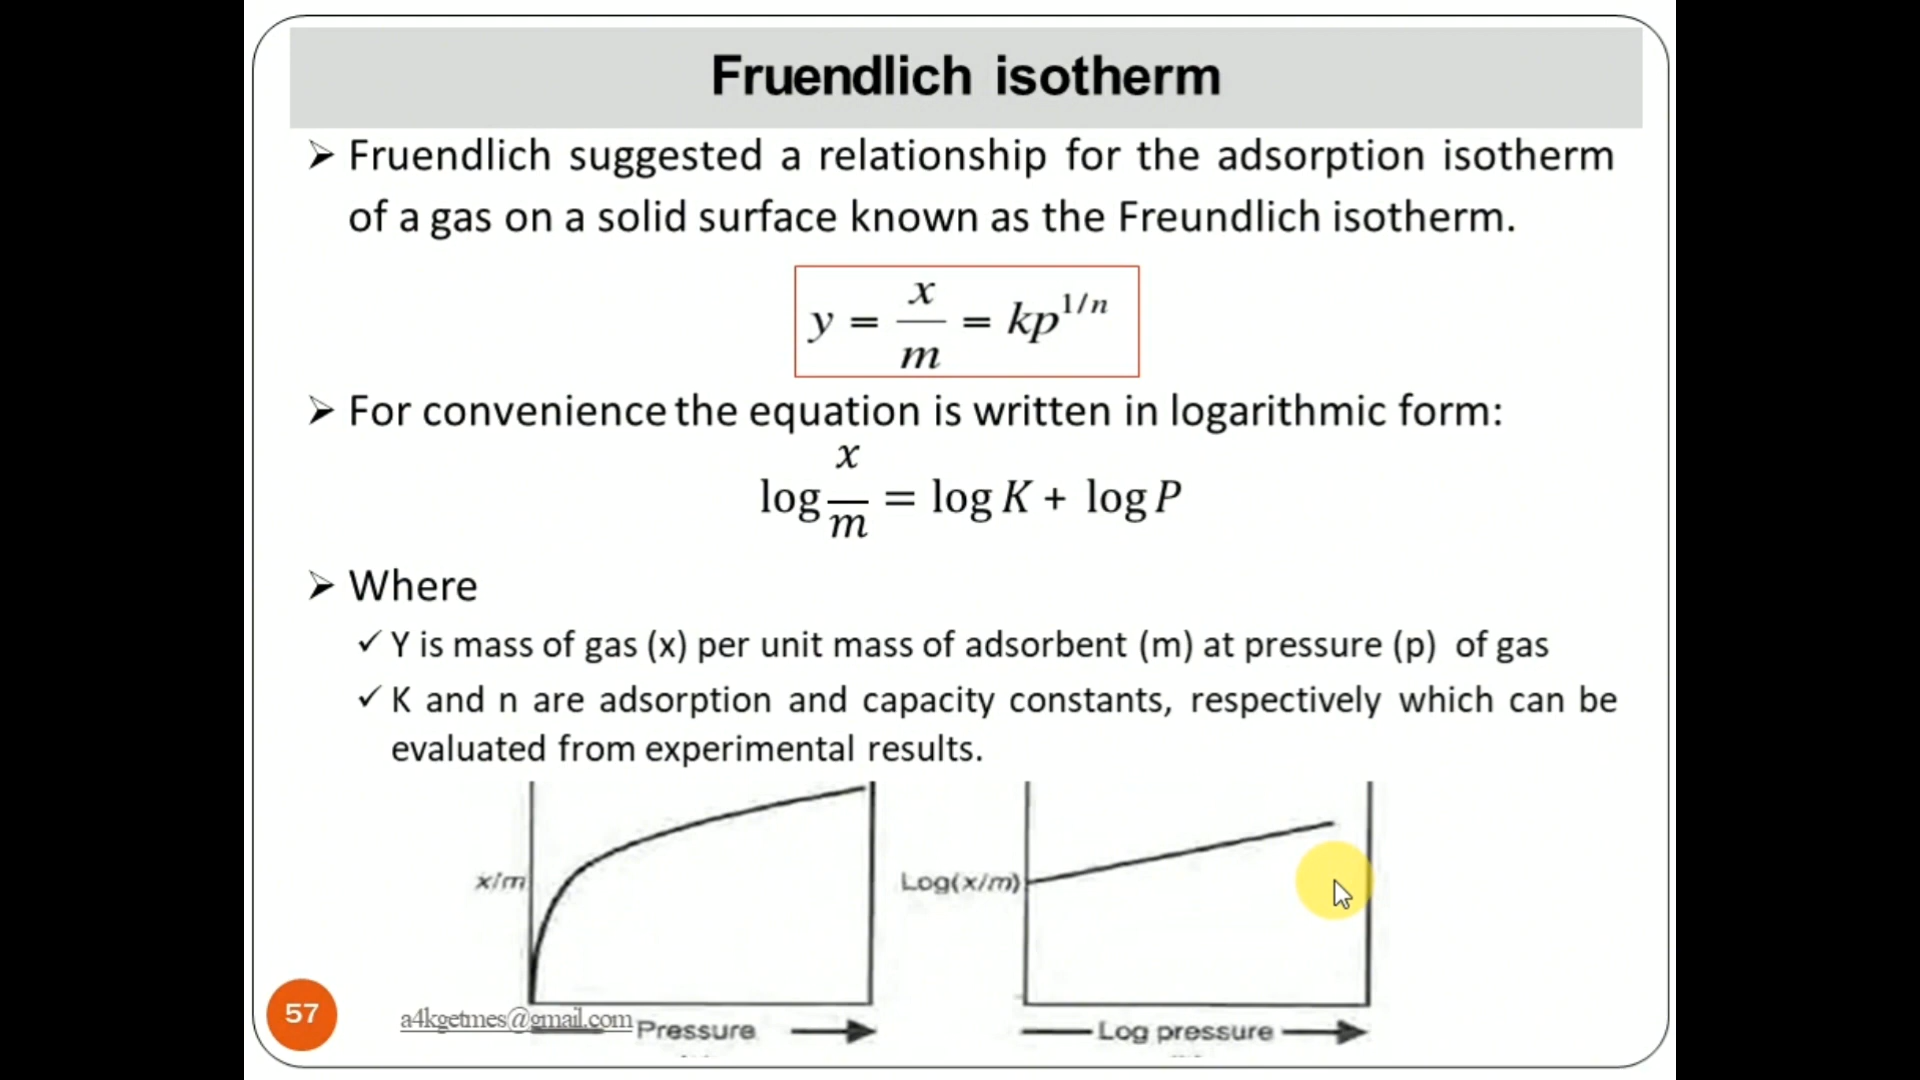 Fruendlich isotherm
➢ Fruendlich suggested a relationship for the adsorption isotherm
of a gas on a solid surface known as the Freundlich isotherm.
y = x/m = kp^1/n
➢ For convenience the equation is written in logarithmic form:
log x/m = log K + log P
➢ Where
✓ Y is mass of gas (x) per unit mass of adsorbent (m) at pressure (p) of gas
✓ K and n are adsorption and capacity constants, respectively which can be
evaluated from experimental results.
x/m
Log(x/m)
57
a4kgetmes@gmail.com
Pressure
Log pressure